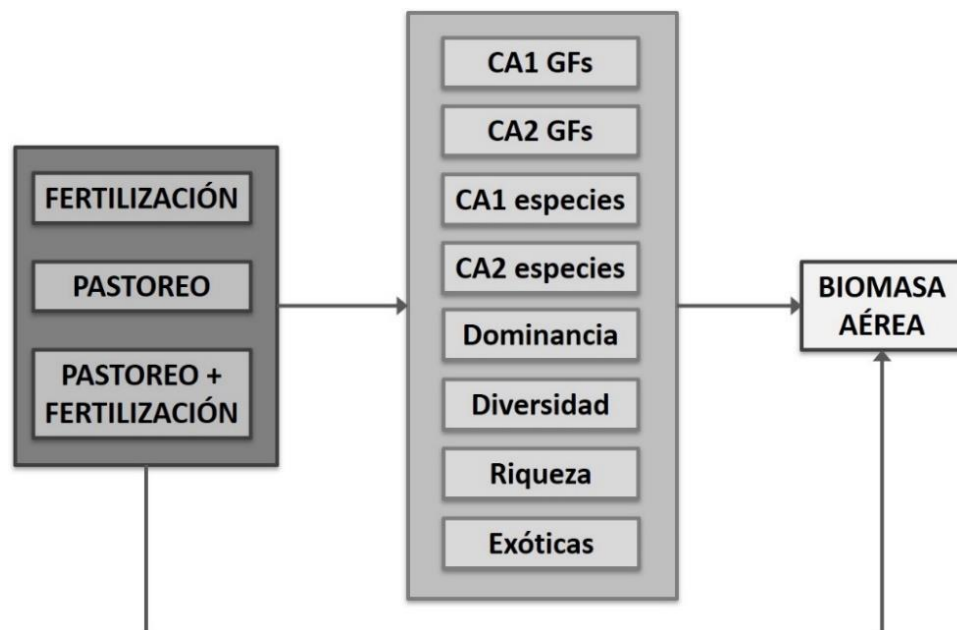 FERTILIZACIÓN
PASTOREO
PASTOREO +
FERTILIZACIÓN
CA1 GFs
CA2 GFs
CA1 especies
CA2 especies
Dominancia
Diversidad
Riqueza
Exóticas
BIOMASA
AÉREA